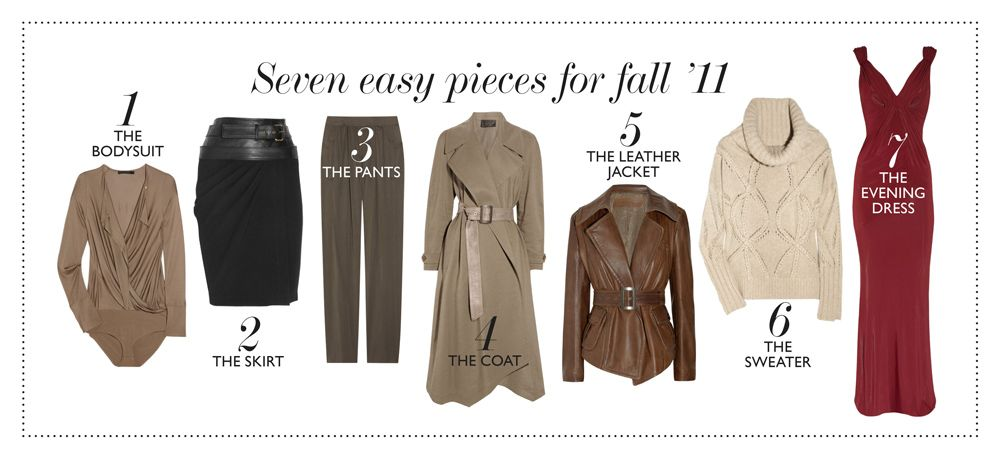 Seven easy pieces for fall ’11
1
THE
BODYSUIT
2
THE SKIRT
3
THE PANTS
4
THE COAT
5
THE LEATHER
JACKET
6
THE
SWEATER
7
THE
EVENING
DRESS